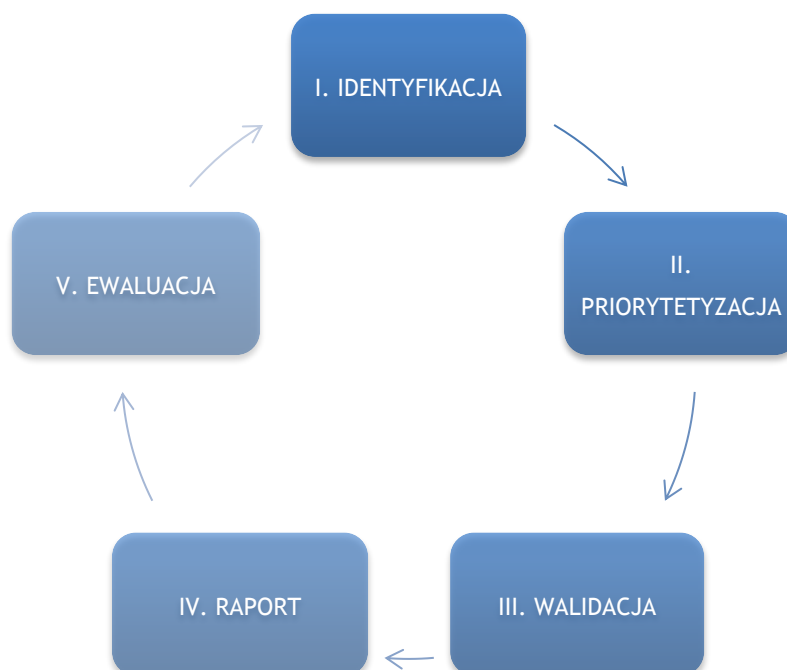 I. IDENTYFIKACJA
II.
PRIORYTETYZACJA
III. WALIDACJA
IV. RAPORT
V. EWALUACJA